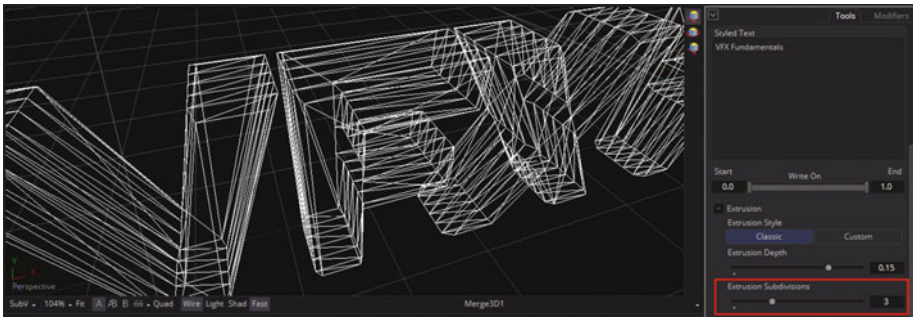 Tools Modifiers
Styled Text
VFX Fundamentals
Start Write On End
0.0 1.0
Extrusion
Extrusion Style
Classic Custom
Extrusion Depth
0.15
Extrusion Subdivisions
3
VFX
Y
X
Perspective
SubV 104% Fit A B Quad Wire Light Shad Fast Merge3D1